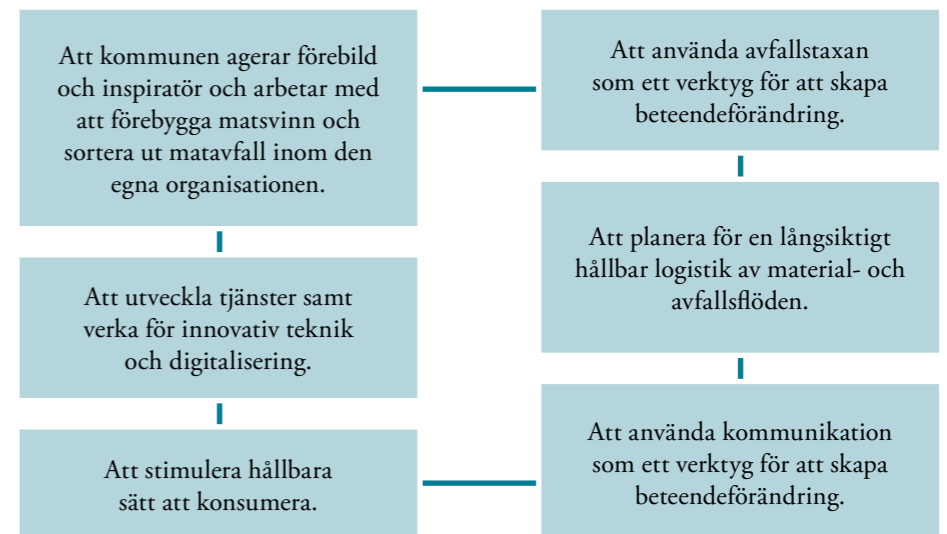 Att kommunen agerar förebild
och inspiratör och arbetar med
att förebygga matsvinn och
sortera ut matavfall inom den
egna organisationen.
Att utveckla tjänster samt
verka för innovativ teknik
och digitalisering.
Att stimulera hållbara
sätt att konsumera.
Att använda avfallstaxan
som ett verktyg för att skapa
beteendeförändring.
Att planera för en långsiktigt
hållbar logistik av material- och
avfallsflöden.
Att använda kommunikation
som ett verktyg för att skapa
beteendeförändring.